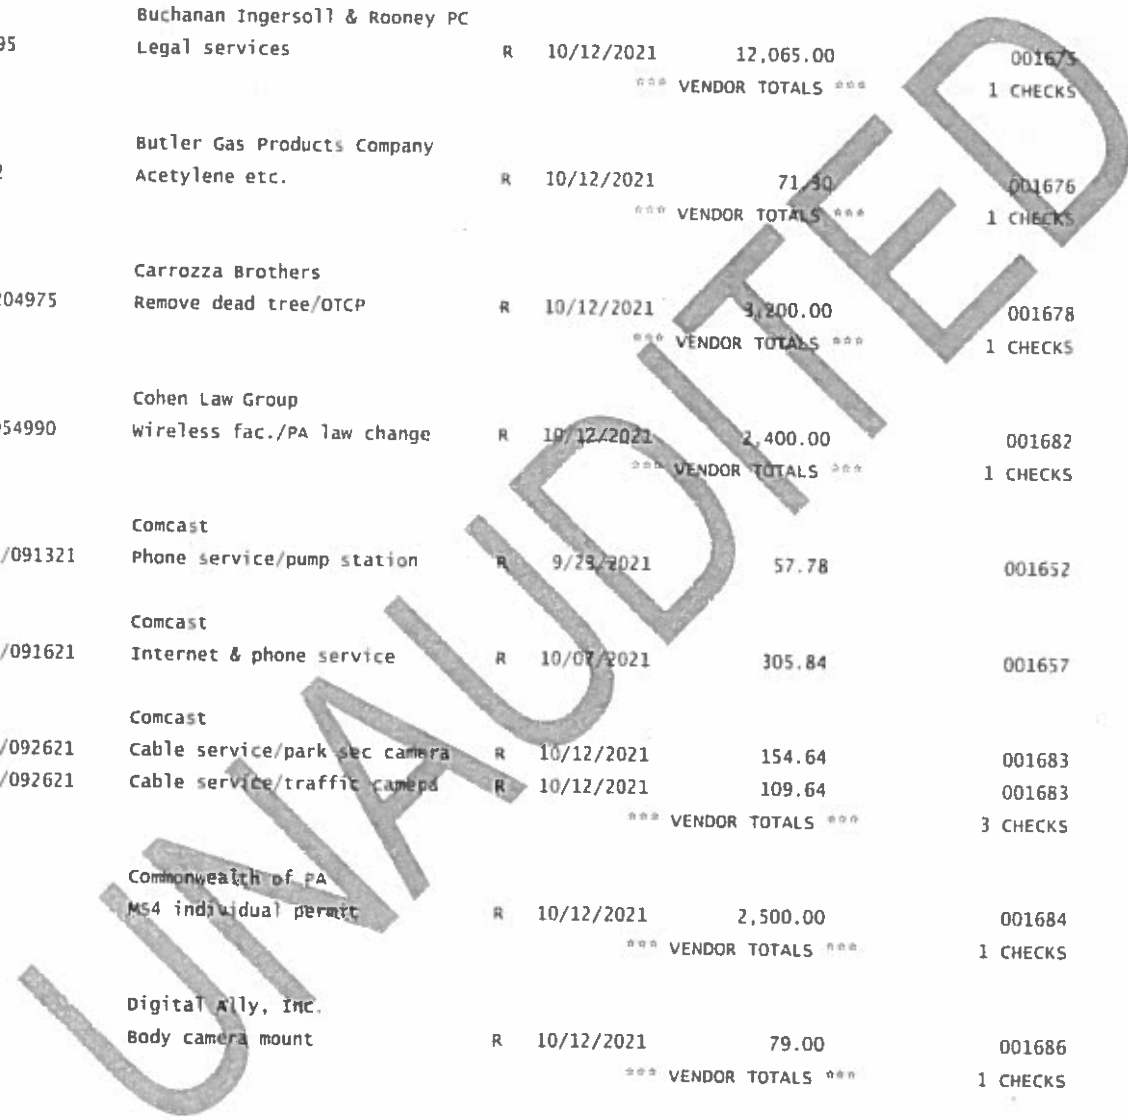 Buchanan Ingersoll & Rooney PC
95 Legal services R 10/12/2021 12,065.00 001675
*** VENDOR TOTALS *** 1 CHECKS
Butler Gas Products Company
2 Acetylene etc. R 10/12/2021 71.30 001676
*** VENDOR TOTALS *** 1 CHECKS
Carrozza Brothers
204975 Remove dead tree/OTCP R 10/12/2021 3,200.00 001678
*** VENDOR TOTALS *** 1 CHECKS
Cohen Law Group
954990 Wireless fac./PA law change R 10/12/2021 2,400.00 001682
*** VENDOR TOTALS *** 1 CHECKS
Comcast
/091321 Phone service/pump station R 9/23/2021 57.78 001652
Comcast
/091621 Internet & phone service R 10/07/2021 305.84 001657
Comcast
/092621 Cable service/park sec camera R 10/12/2021 154.64 001683
/092621 Cable service/traffic camera R 10/12/2021 109.64 001683
*** VENDOR TOTALS *** 3 CHECKS
Commonwealth of PA
MS4 individual permit R 10/12/2021 2,500.00 001684
*** VENDOR TOTALS *** 1 CHECKS
Digital Ally, Inc.
Body camera mount R 10/12/2021 79.00 001686
*** VENDOR TOTALS *** 1 CHECKS
UNAUDITED